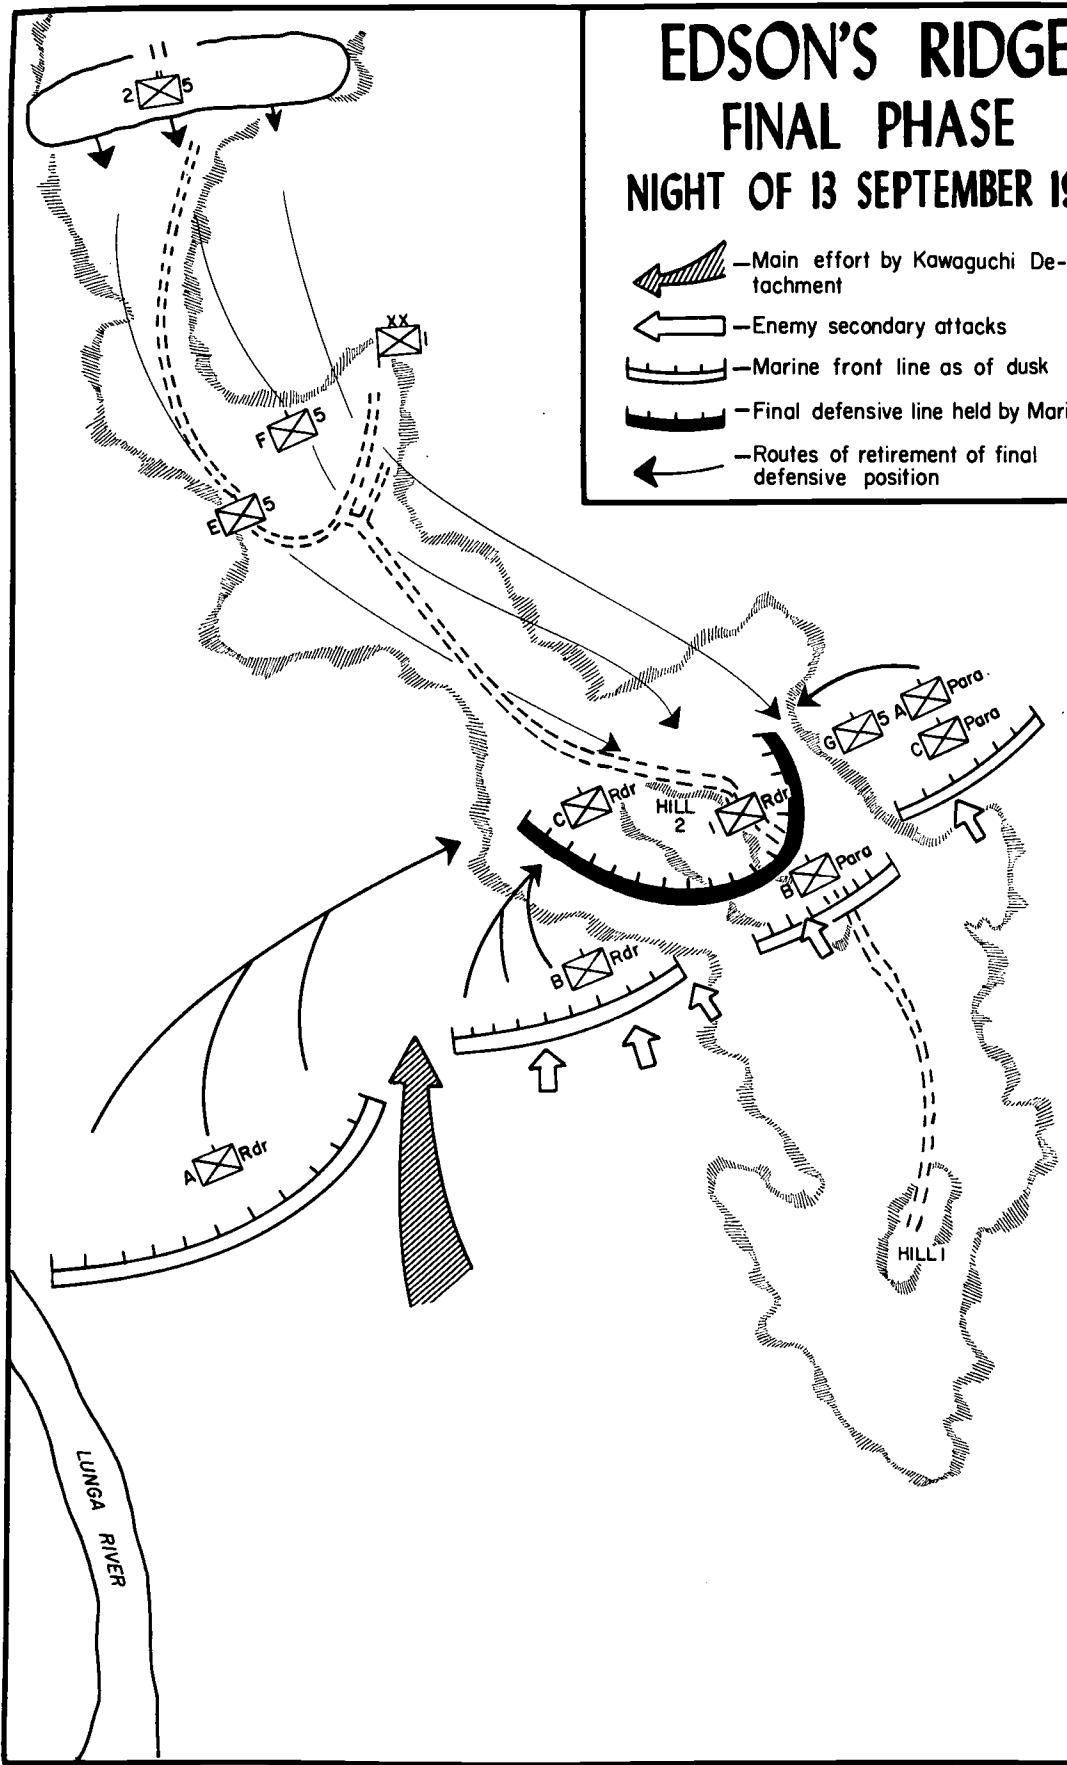 EDSON'S RIDGE
FINAL PHASE
NIGHT OF 13 SEPTEMBER 19
—Main effort by Kawaguchi De-
tachment
—Enemy secondary attacks
—Marine front line as of dusk
—Final defensive line held by Mari
—Routes of retirement of final
defensive position
2 5
XX
1
F 5
E 5
A Para
G 5
C Para
C Rdr
HILL
2
Rdr
B Para
B Rdr
A Rdr
HILL 1
LUNGA RIVER